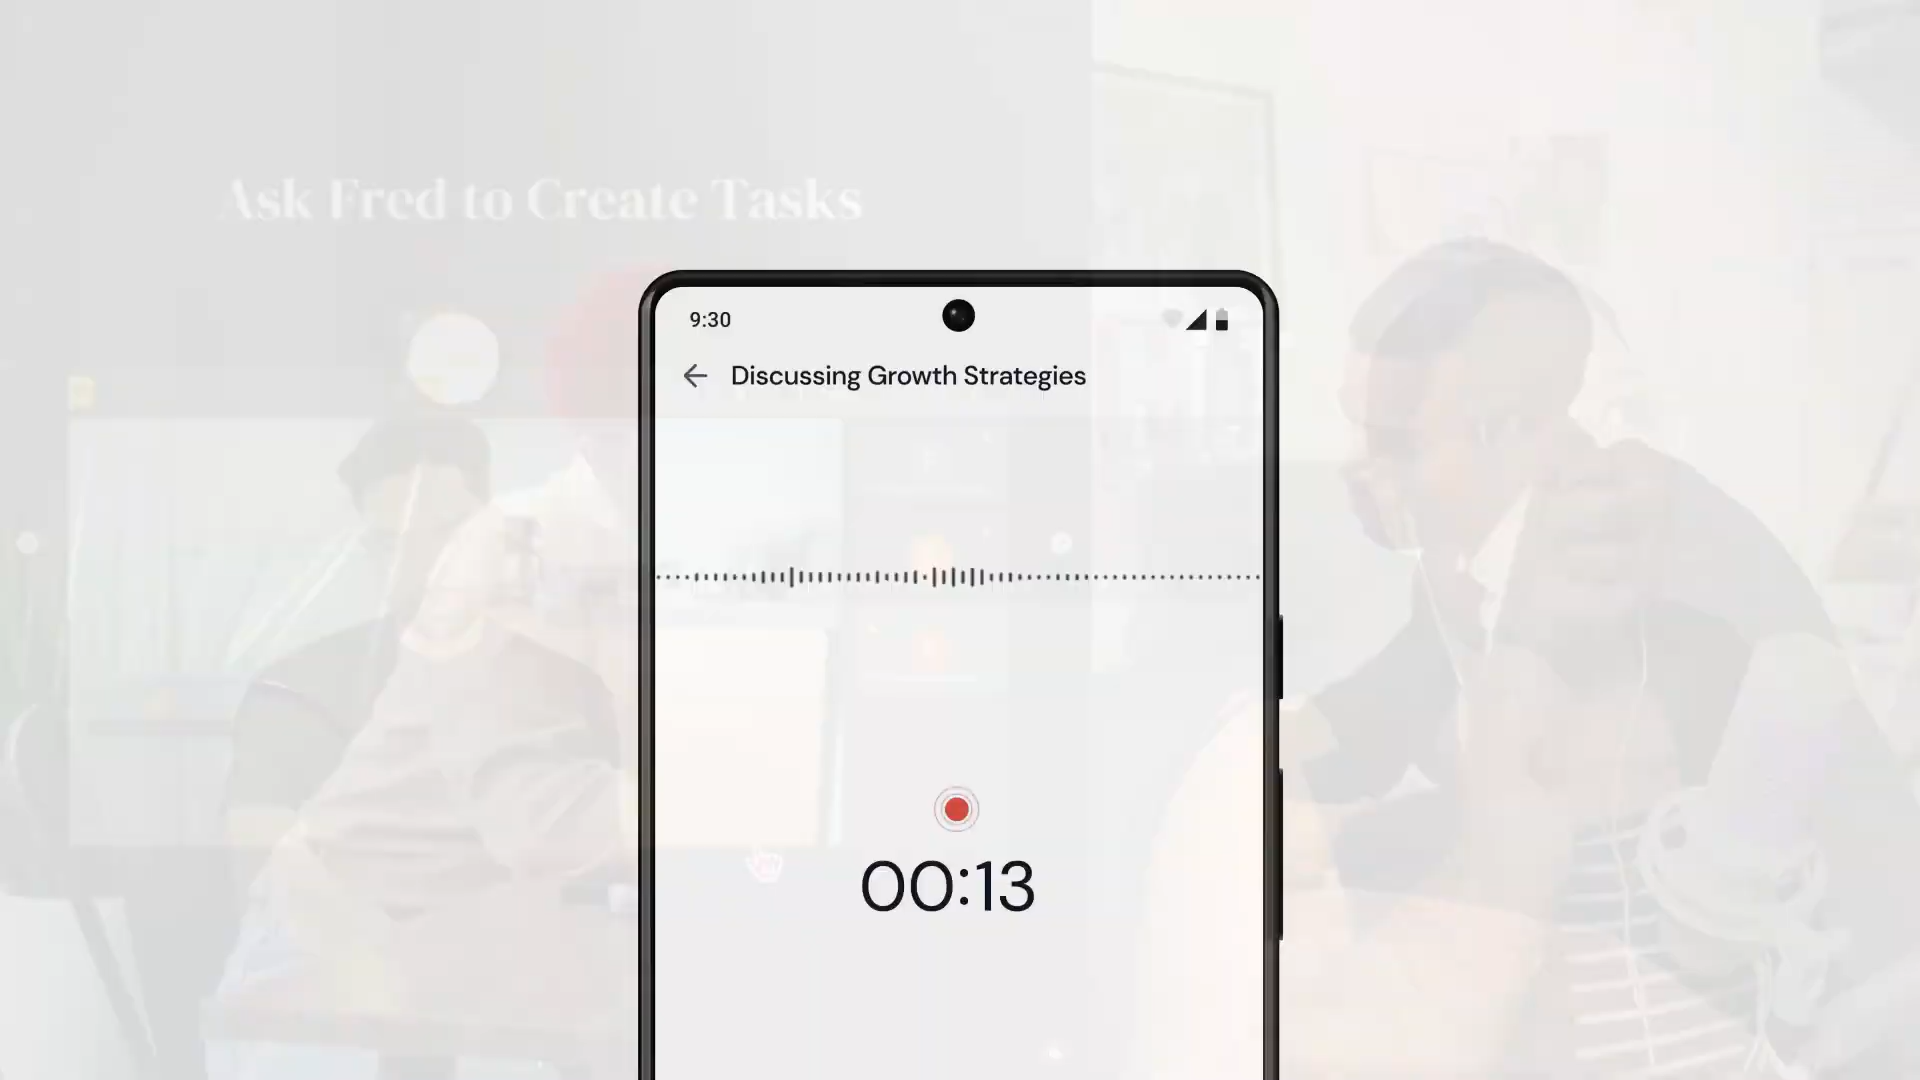 Ask Fred to Create Tasks
9:30
Discussing Growth Strategies
00:13